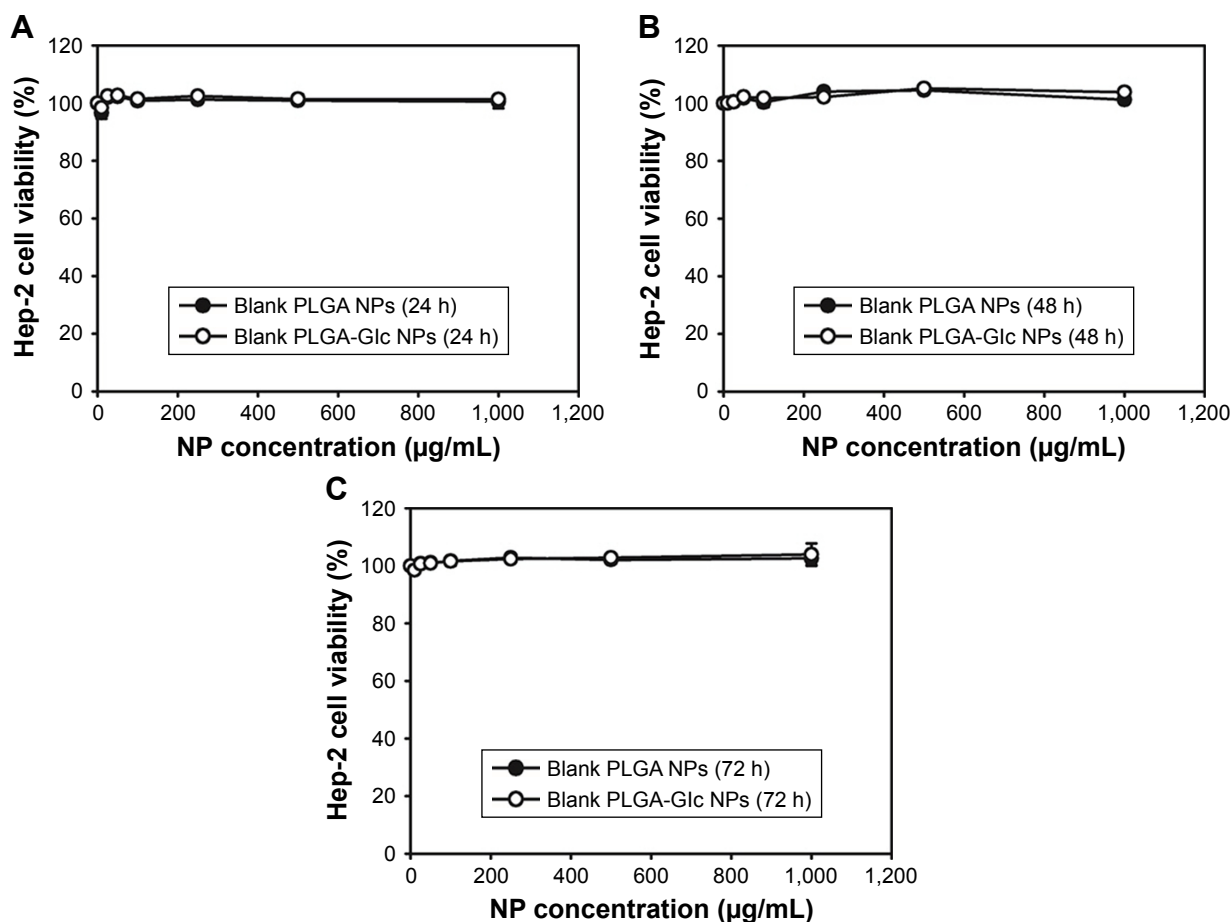 A
Hep-2 cell viability (%)
120
100
80
60
40
20
0
Blank PLGA NPs (24 h)
Blank PLGA-Glc NPs (24 h)
0 200 400 600 800 1,000 1,200
NP concentration (μg/mL)
B
Hep-2 cell viability (%)
120
100
80
60
40
20
0
Blank PLGA NPs (48 h)
Blank PLGA-Glc NPs (48 h)
0 200 400 600 800 1,000 1,200
NP concentration (μg/mL)
C
Hep-2 cell viability (%)
120
100
80
60
40
20
0
Blank PLGA NPs (72 h)
Blank PLGA-Glc NPs (72 h)
0 200 400 600 800 1,000 1,200
NP concentration (μg/mL)